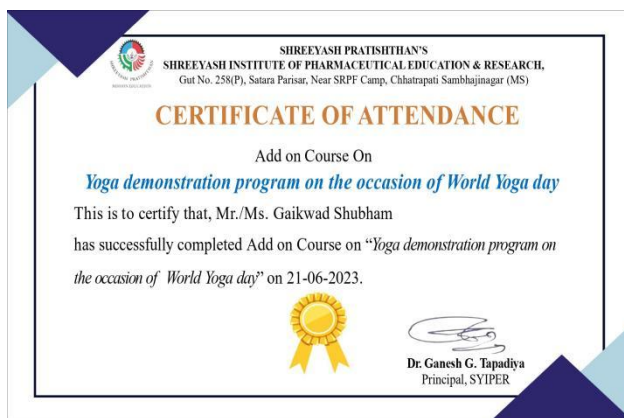 SHREEYASH PRATISHTHAN'S
SHREEYASH INSTITUTE OF PHARMACEUTICAL EDUCATION & RESEARCH,
Gut No. 258(P), Satara Parisar, Near SRPF Camp, Chhatrapati Sambhajinagar (MS)
CERTIFICATE OF ATTENDANCE
Add on Course On
Yoga demonstration program on the occasion of World Yoga day
This is to certify that, Mr./Ms. Gaikwad Shubham
has successfully completed Add on Course on “Yoga demonstration program on
the occasion of World Yoga day” on 21-06-2023.
Dr. Ganesh G. Tapadiya
Principal, SYIPER